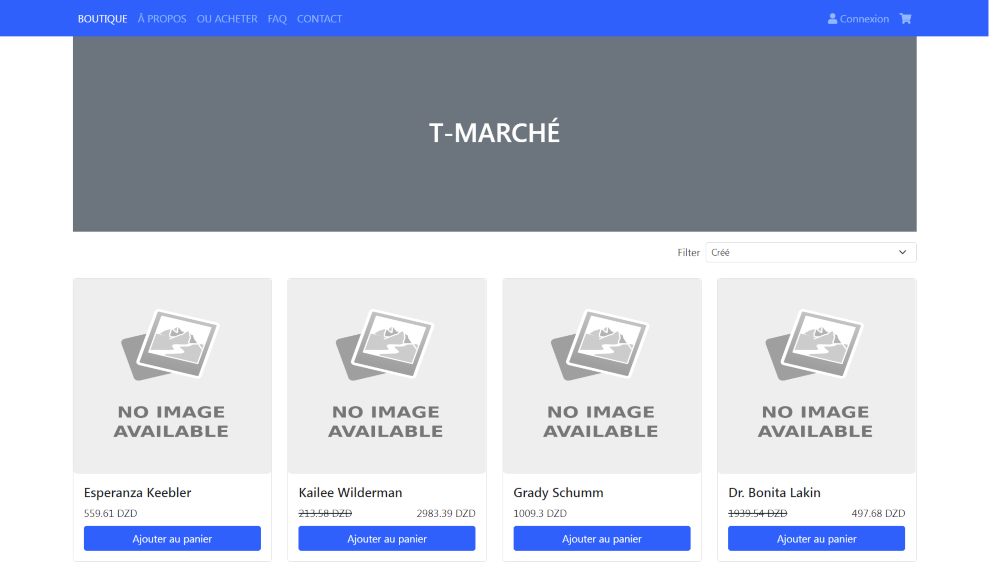 BOUTIQUE Â PROPOS OU ACHETER FAQ CONTACT Connexion
T-MARCHÉ
Filter Créé
NO IMAGE AVAILABLE
NO IMAGE AVAILABLE
NO IMAGE AVAILABLE
NO IMAGE AVAILABLE
Esperanza Keebler
559.61 DZD
Ajouter au panier
Kailee Wilderman
213.58 DZD 2983.39 DZD
Ajouter au panier
Grady Schumm
1009.3 DZD
Ajouter au panier
Dr. Bonita Lakin
1939.54 DZD 497.68 DZD
Ajouter au panier